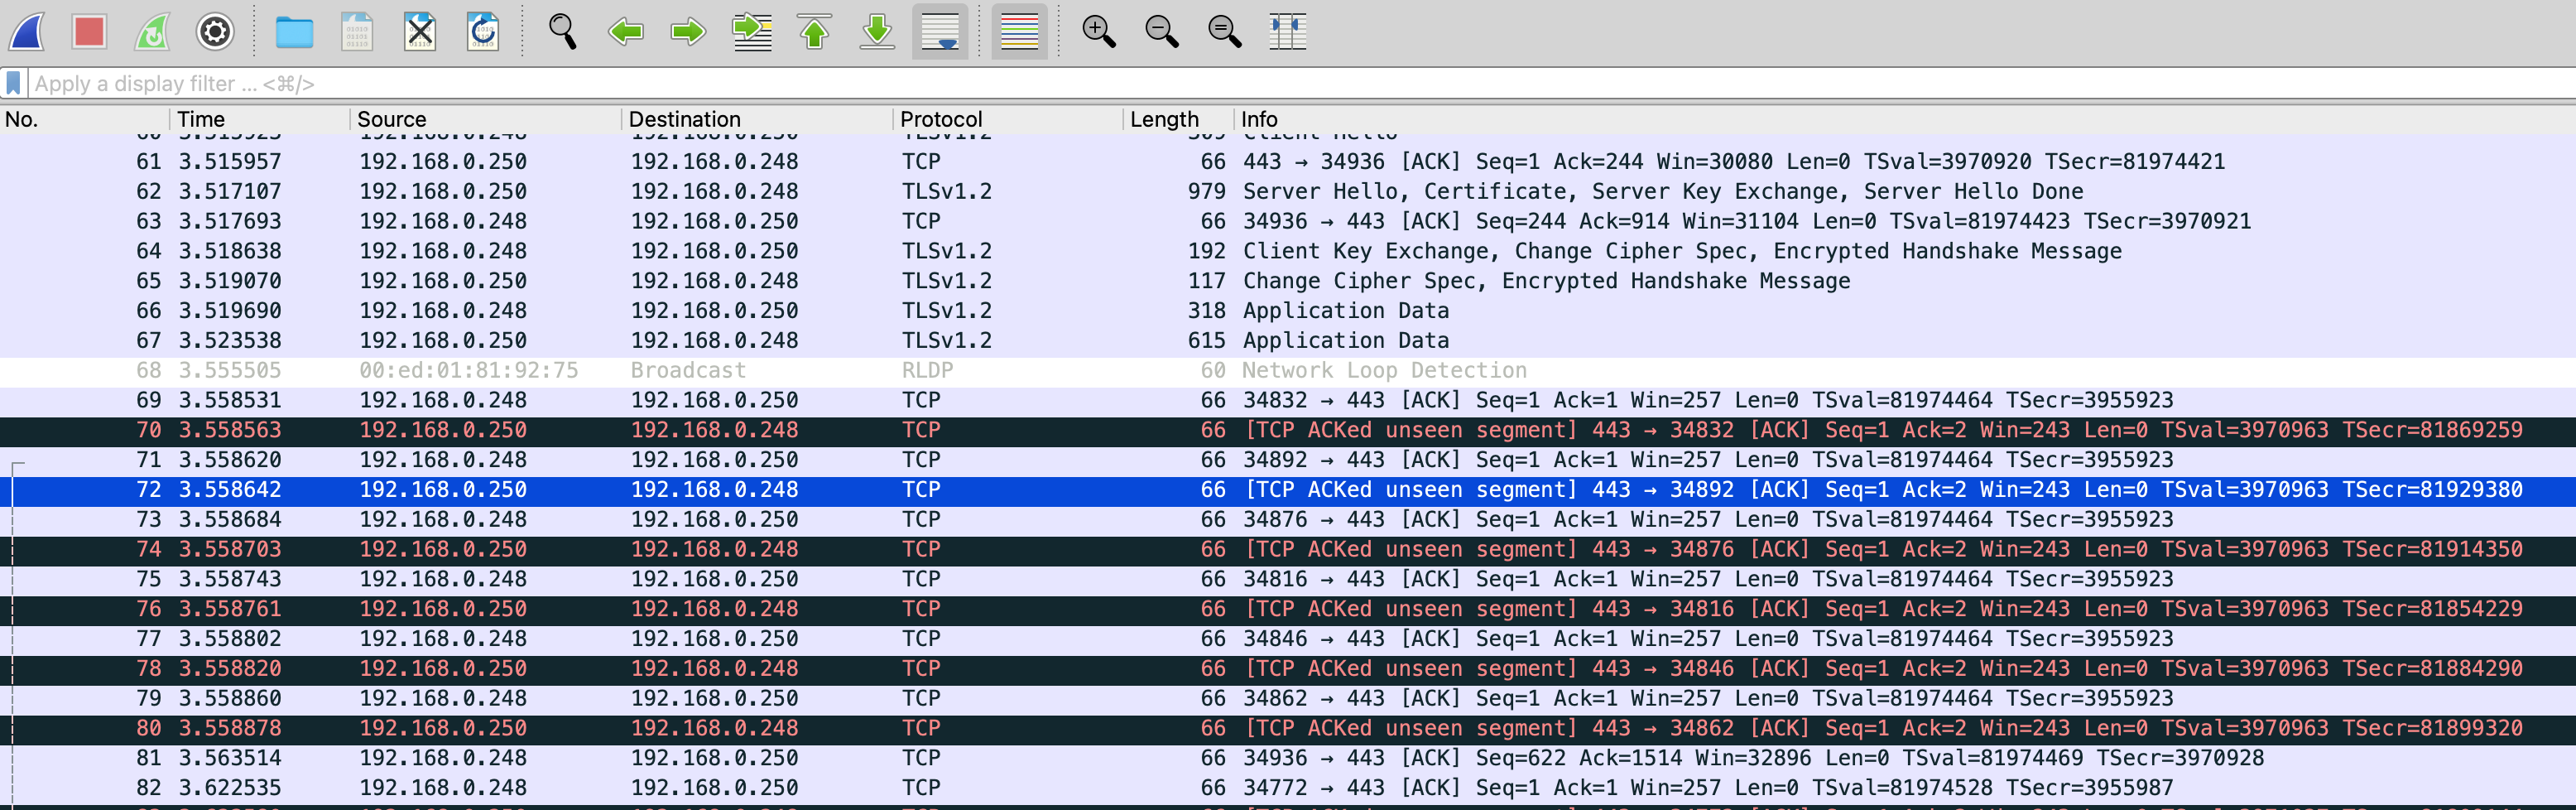 Apply a display filter ... <⌘/>
No. Time Source Destination Protocol Length Info
61 3.515957 192.168.0.250 192.168.0.248 TCP 66 443 → 34936 [ACK] Seq=1 Ack=244 Win=30080 Len=0 TSval=3970920 TSecr=81974421
62 3.517107 192.168.0.250 192.168.0.248 TLSv1.2 979 Server Hello, Certificate, Server Key Exchange, Server Hello Done
63 3.517693 192.168.0.248 192.168.0.250 TCP 66 34936 → 443 [ACK] Seq=244 Ack=914 Win=31104 Len=0 TSval=81974423 TSecr=3970921
64 3.518638 192.168.0.248 192.168.0.250 TLSv1.2 192 Client Key Exchange, Change Cipher Spec, Encrypted Handshake Message
65 3.519070 192.168.0.250 192.168.0.248 TLSv1.2 117 Change Cipher Spec, Encrypted Handshake Message
66 3.519690 192.168.0.248 192.168.0.250 TLSv1.2 318 Application Data
67 3.523538 192.168.0.250 192.168.0.248 TLSv1.2 615 Application Data
68 3.555505 00:ed:01:81:92:75 Broadcast RLDP 60 Network Loop Detection
69 3.558531 192.168.0.248 192.168.0.250 TCP 66 34832 → 443 [ACK] Seq=1 Ack=1 Win=257 Len=0 TSval=81974464 TSecr=3955923
70 3.558563 192.168.0.250 192.168.0.248 TCP 66 [TCP ACKed unseen segment] 443 → 34832 [ACK] Seq=1 Ack=2 Win=243 Len=0 TSval=3970963 TSecr=81869259
71 3.558620 192.168.0.248 192.168.0.250 TCP 66 34892 → 443 [ACK] Seq=1 Ack=1 Win=257 Len=0 TSval=81974464 TSecr=3955923
72 3.558642 192.168.0.250 192.168.0.248 TCP 66 [TCP ACKed unseen segment] 443 → 34892 [ACK] Seq=1 Ack=2 Win=243 Len=0 TSval=3970963 TSecr=81929380
73 3.558684 192.168.0.248 192.168.0.250 TCP 66 34876 → 443 [ACK] Seq=1 Ack=1 Win=257 Len=0 TSval=81974464 TSecr=3955923
74 3.558703 192.168.0.250 192.168.0.248 TCP 66 [TCP ACKed unseen segment] 443 → 34876 [ACK] Seq=1 Ack=2 Win=243 Len=0 TSval=3970963 TSecr=81914350
75 3.558743 192.168.0.248 192.168.0.250 TCP 66 34816 → 443 [ACK] Seq=1 Ack=1 Win=257 Len=0 TSval=81974464 TSecr=3955923
76 3.558761 192.168.0.250 192.168.0.248 TCP 66 [TCP ACKed unseen segment] 443 → 34816 [ACK] Seq=1 Ack=2 Win=243 Len=0 TSval=3970963 TSecr=81854229
77 3.558802 192.168.0.248 192.168.0.250 TCP 66 34846 → 443 [ACK] Seq=1 Ack=1 Win=257 Len=0 TSval=81974464 TSecr=3955923
78 3.558820 192.168.0.250 192.168.0.248 TCP 66 [TCP ACKed unseen segment] 443 → 34846 [ACK] Seq=1 Ack=2 Win=243 Len=0 TSval=3970963 TSecr=81884290
79 3.558860 192.168.0.248 192.168.0.250 TCP 66 34862 → 443 [ACK] Seq=1 Ack=1 Win=257 Len=0 TSval=81974464 TSecr=3955923
80 3.558878 192.168.0.250 192.168.0.248 TCP 66 [TCP ACKed unseen segment] 443 → 34862 [ACK] Seq=1 Ack=2 Win=243 Len=0 TSval=3970963 TSecr=81899320
81 3.563514 192.168.0.248 192.168.0.250 TCP 66 34936 → 443 [ACK] Seq=622 Ack=1514 Win=32896 Len=0 TSval=81974469 TSecr=3970928
82 3.622535 192.168.0.248 192.168.0.250 TCP 66 34772 → 443 [ACK] Seq=1 Ack=1 Win=257 Len=0 TSval=81974528 TSecr=3955987